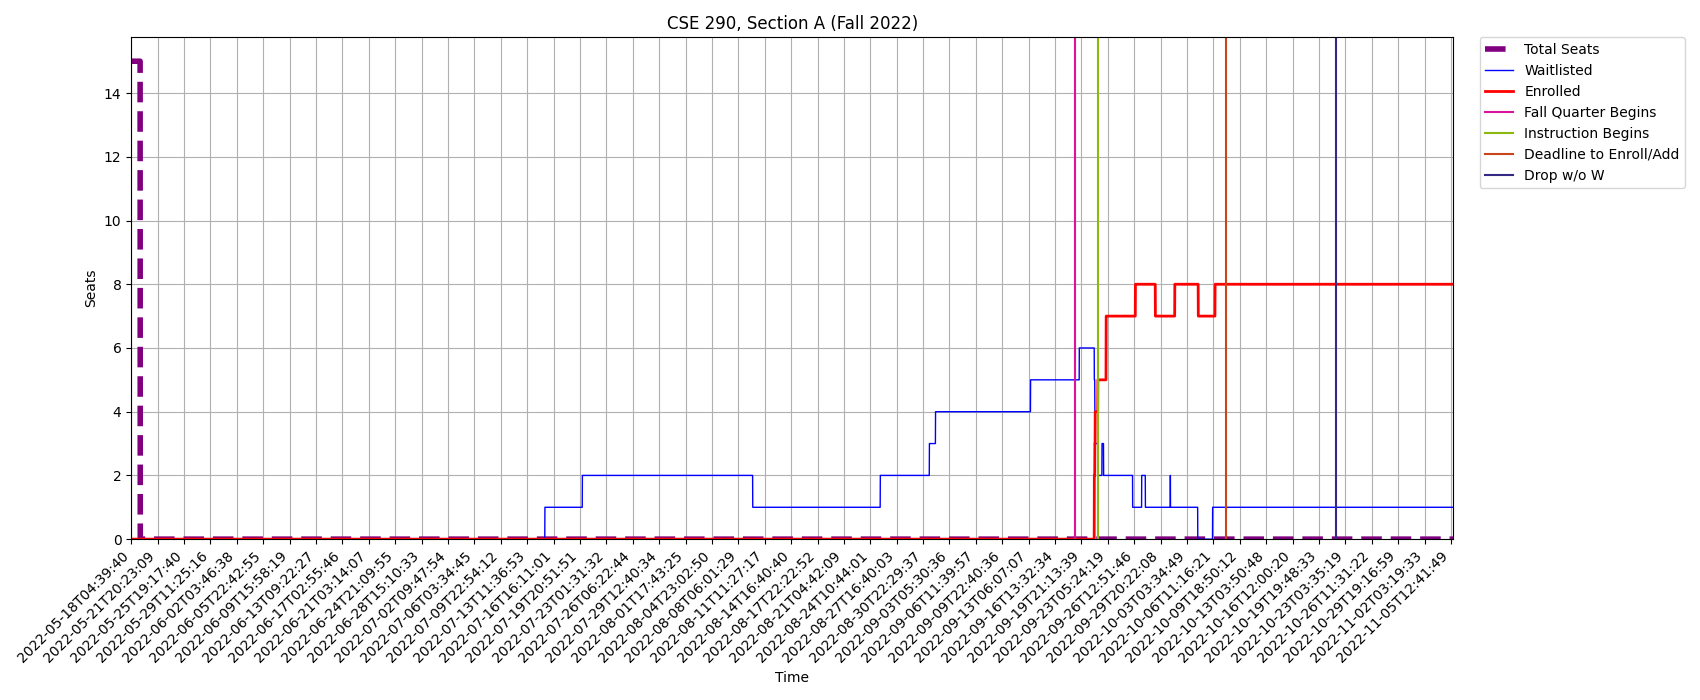 CSE 290, Section A (Fall 2022)
Total Seats
Waitlisted
Enrolled
Fall Quarter Begins
Instruction Begins
Deadline to Enroll/Add
Drop w/o W
Seats
14
12
10
8
6
4
2
0
2022-05-18T04:39:40
2022-05-21T20:23:09
2022-05-25T19:17:40
2022-05-29T11:25:16
2022-06-02T03:46:38
2022-06-05T22:42:55
2022-06-09T15:58:19
2022-06-13T09:22:27
2022-06-17T02:55:46
2022-06-21T03:14:07
2022-06-24T21:09:55
2022-06-28T15:10:33
2022-07-02T09:47:54
2022-07-06T03:34:45
2022-07-09T22:54:12
2022-07-13T11:36:53
2022-07-16T16:11:01
2022-07-19T20:51:51
2022-07-23T01:31:32
2022-07-26T06:22:44
2022-07-29T12:40:34
2022-08-01T17:43:25
2022-08-04T23:02:50
2022-08-08T06:01:29
2022-08-11T11:27:17
2022-08-14T16:40:40
2022-08-17T22:22:52
2022-08-21T04:42:09
2022-08-24T10:44:01
2022-08-27T16:40:03
2022-08-30T22:29:37
2022-09-03T05:30:36
2022-09-06T11:39:57
2022-09-09T22:40:36
2022-09-13T06:07:07
2022-09-16T13:32:34
2022-09-19T21:13:39
2022-09-23T05:24:19
2022-09-26T12:51:46
2022-09-29T20:22:08
2022-10-03T03:34:49
2022-10-06T11:16:21
2022-10-09T18:50:12
2022-10-13T03:50:48
2022-10-16T12:00:20
2022-10-19T19:48:33
2022-10-23T03:35:19
2022-10-26T11:31:22
2022-10-29T19:16:59
2022-11-02T03:19:33
2022-11-05T12:41:49
Time